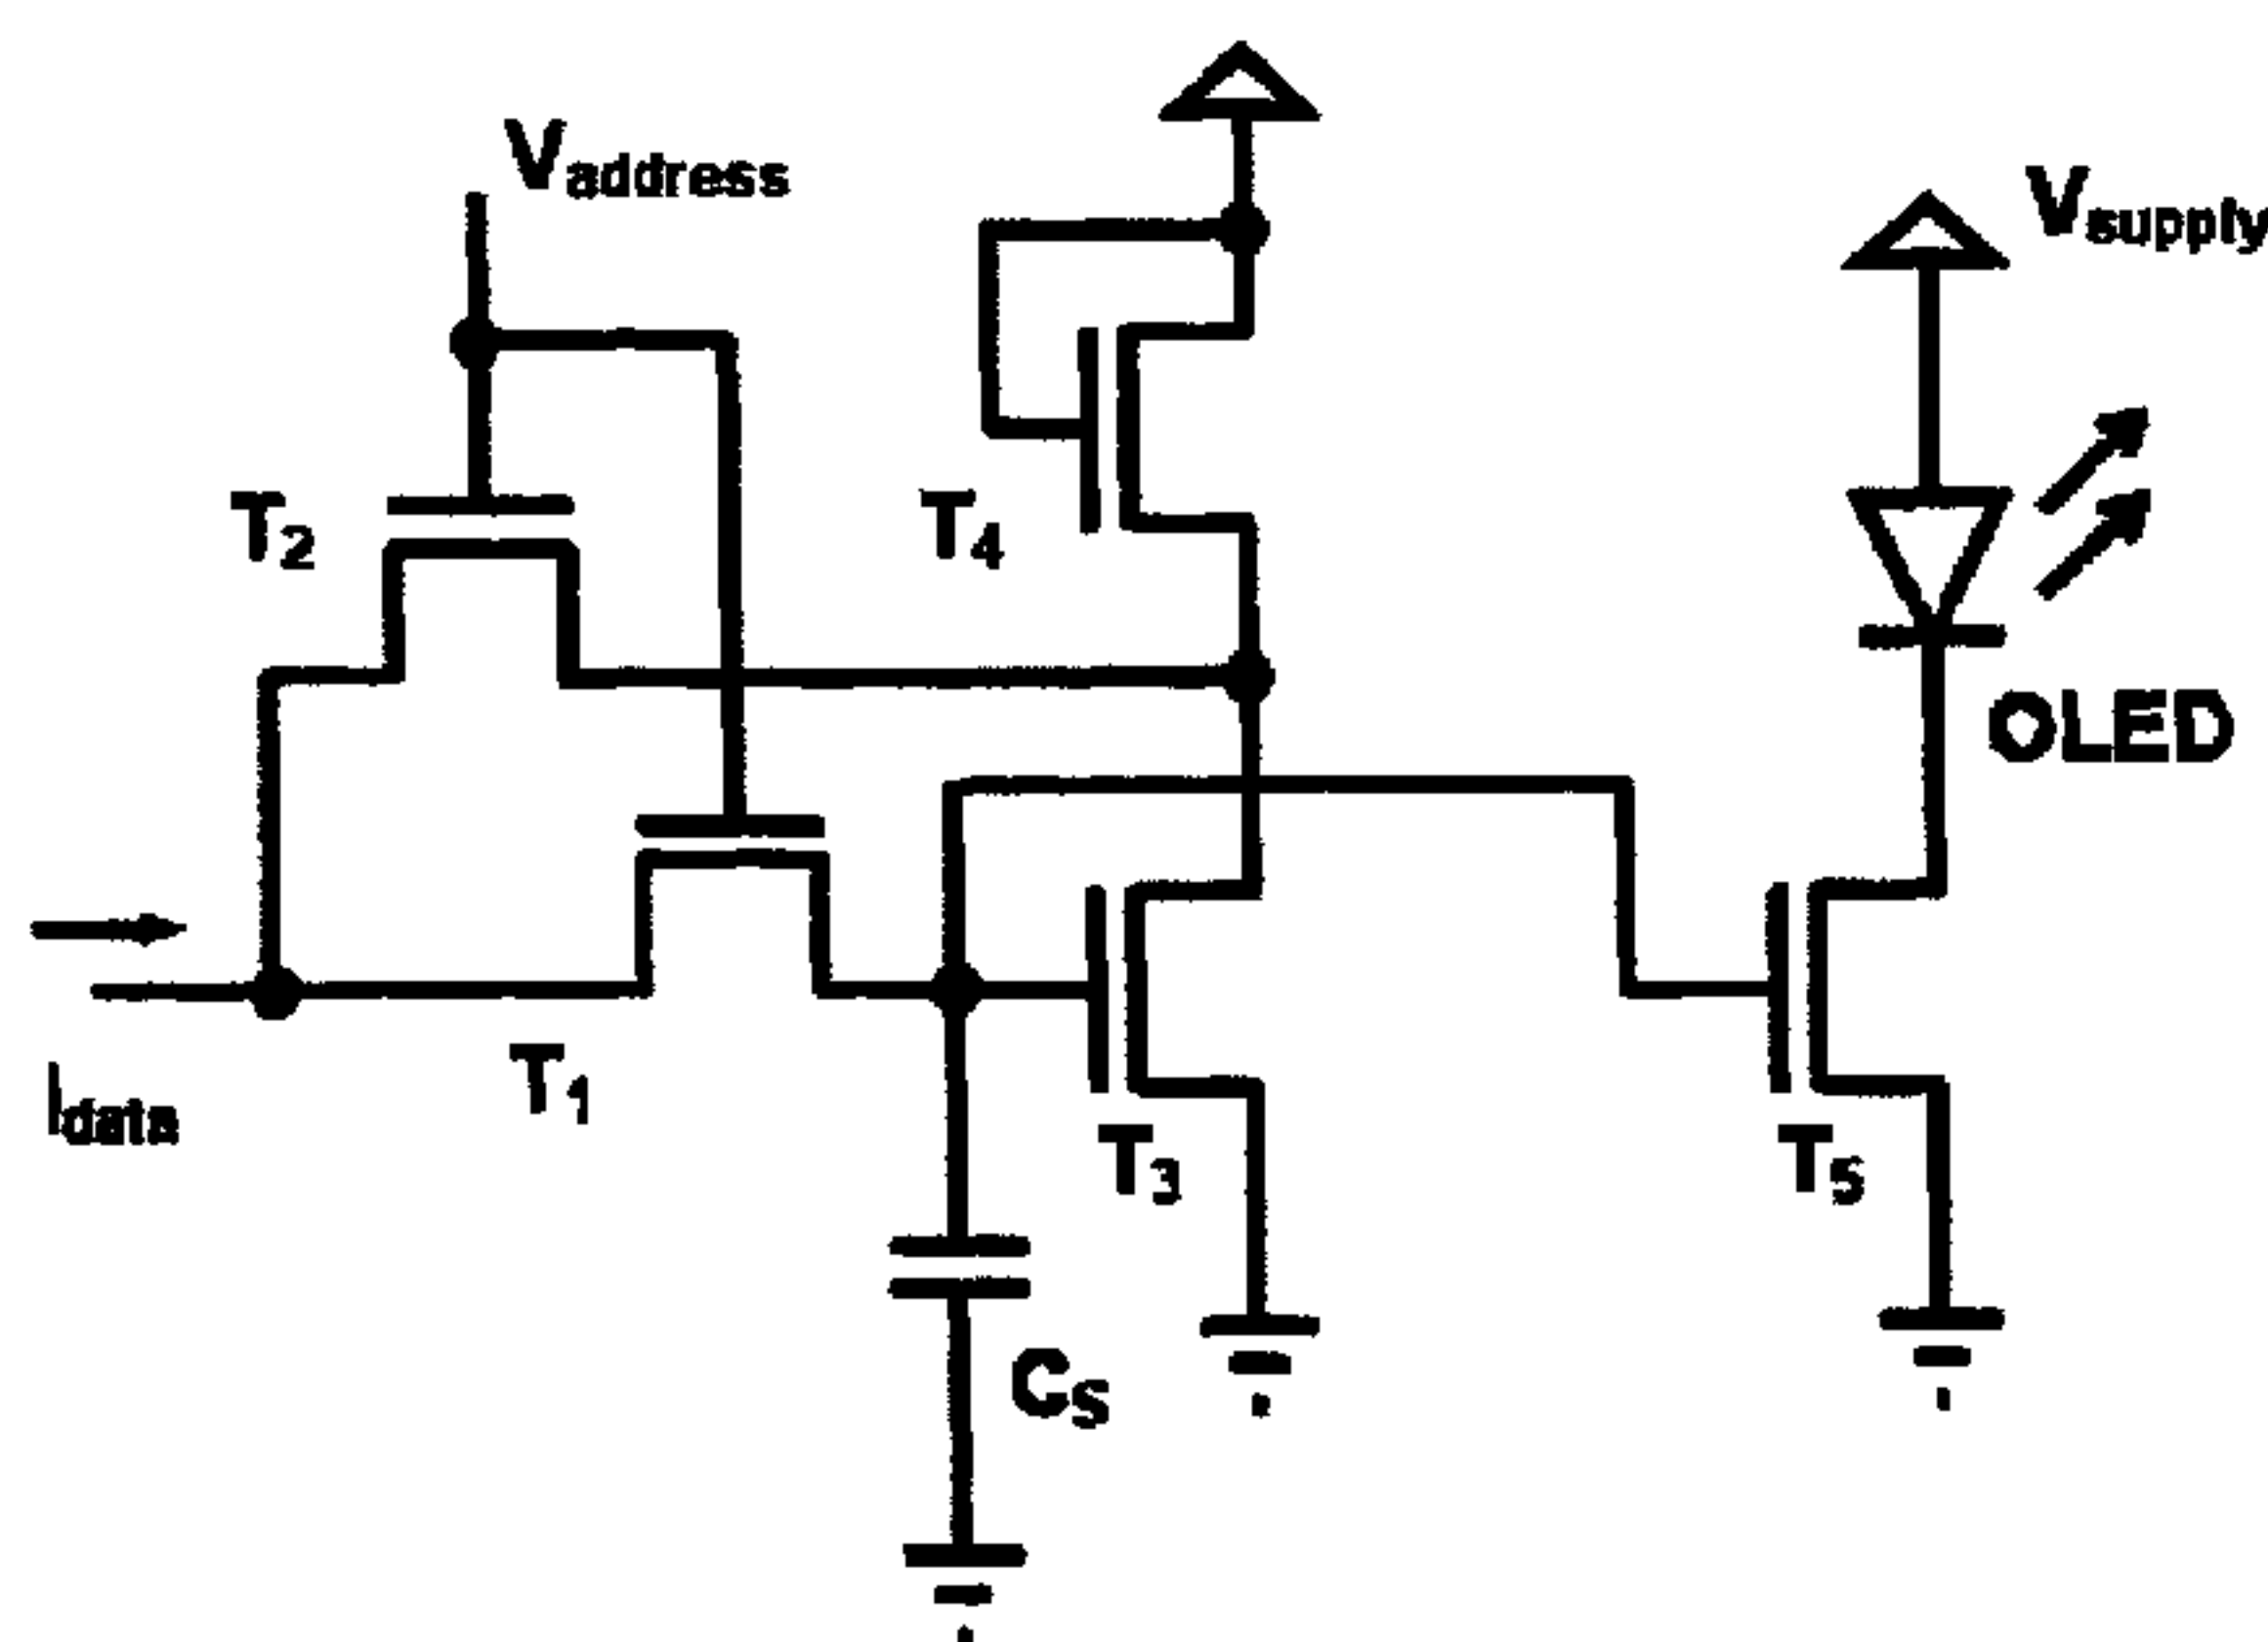 Vaddress
Vsupply
T2
T4
OLED
Idata
T1
T3
T5
CS